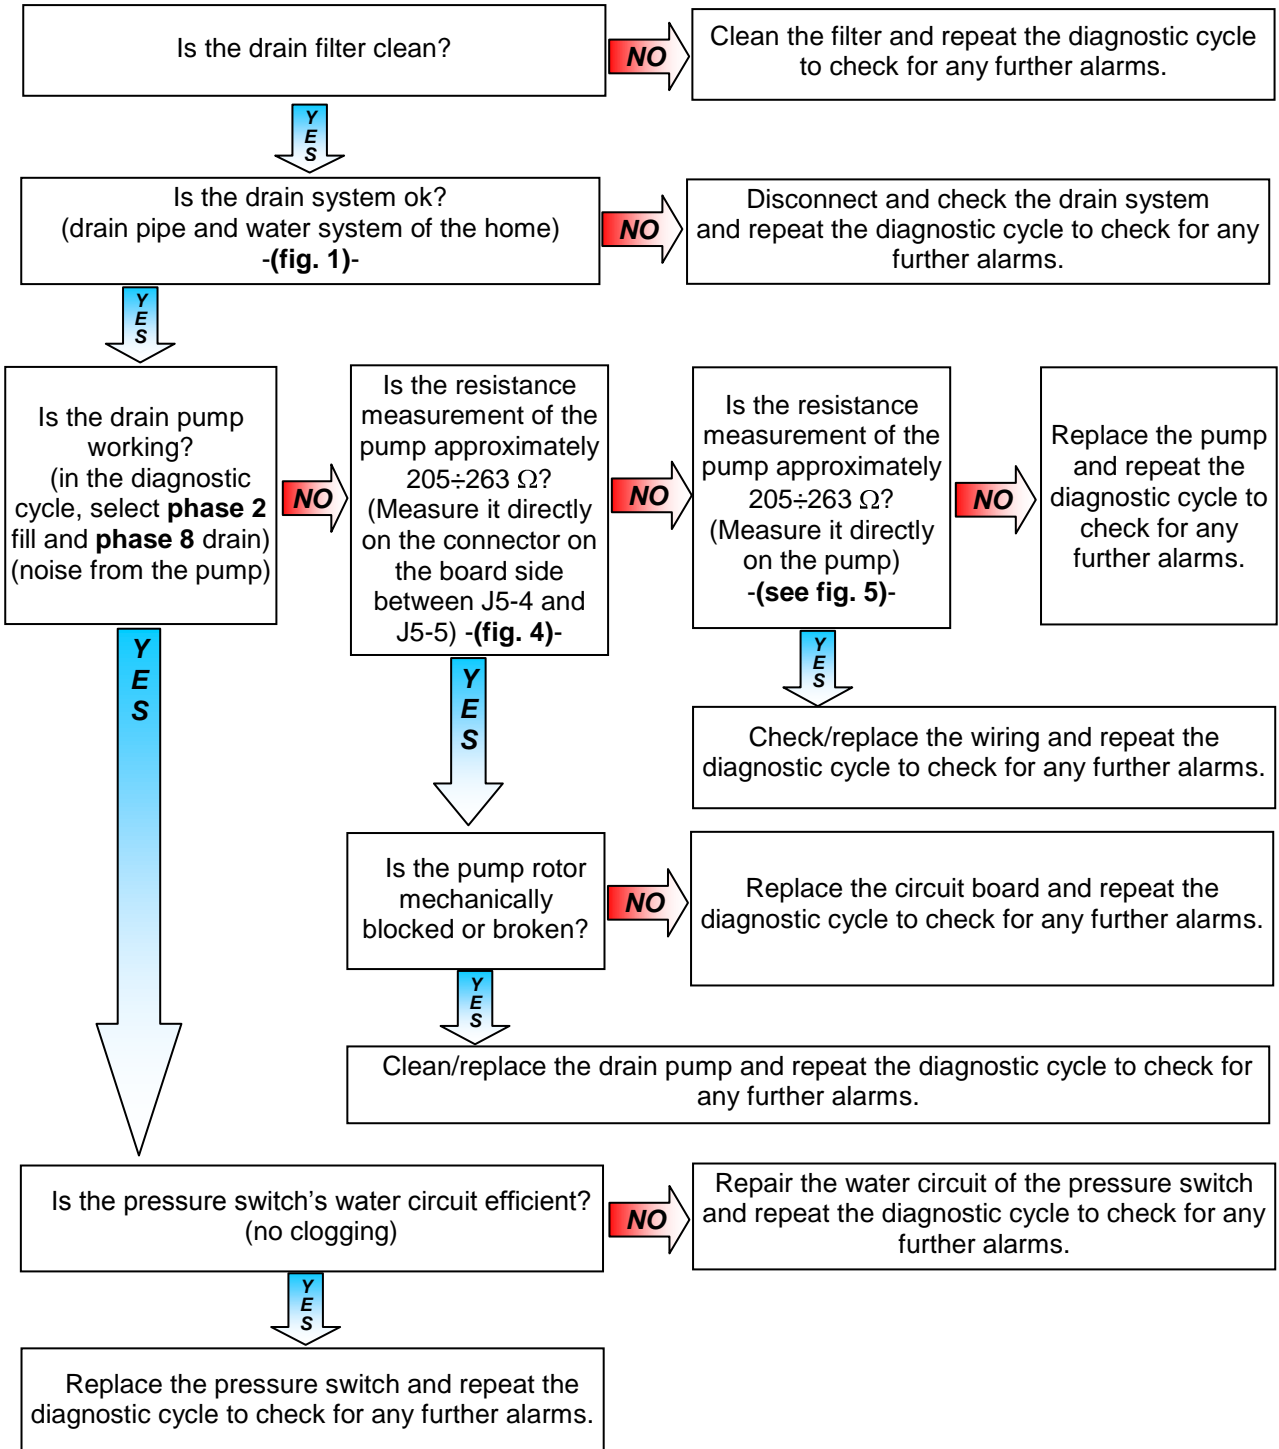 Is the drain filter clean?
NO
Clean the filter and repeat the diagnostic cycle
to check for any further alarms.
YES
Is the drain system ok?
(drain pipe and water system of the home)
-(fig. 1)-
NO
Disconnect and check the drain system
and repeat the diagnostic cycle to check for any
further alarms.
YES
Is the drain pump
working?
(in the diagnostic
cycle, select phase 2
fill and phase 8 drain)
(noise from the pump)
NO
Is the resistance
measurement of the
pump approximately
205÷263 Ω?
(Measure it directly
on the connector on
the board side
between J5-4 and
J5-5) -(fig. 4)-
NO
Is the resistance
measurement of the
pump approximately
205÷263 Ω?
(Measure it directly
on the pump)
-(see fig. 5)-
NO
Replace the pump
and repeat the
diagnostic cycle to
check for any
further alarms.
YES
YES
YES
Check/replace the wiring and repeat the
diagnostic cycle to check for any further alarms.
Is the pump rotor
mechanically
blocked or broken?
NO
Replace the circuit board and repeat the
diagnostic cycle to check for any further alarms.
YES
Clean/replace the drain pump and repeat the diagnostic cycle to check for
any further alarms.
Is the pressure switch's water circuit efficient?
(no clogging)
NO
Repair the water circuit of the pressure switch
and repeat the diagnostic cycle to check for any
further alarms.
YES
Replace the pressure switch and repeat the
diagnostic cycle to check for any further alarms.